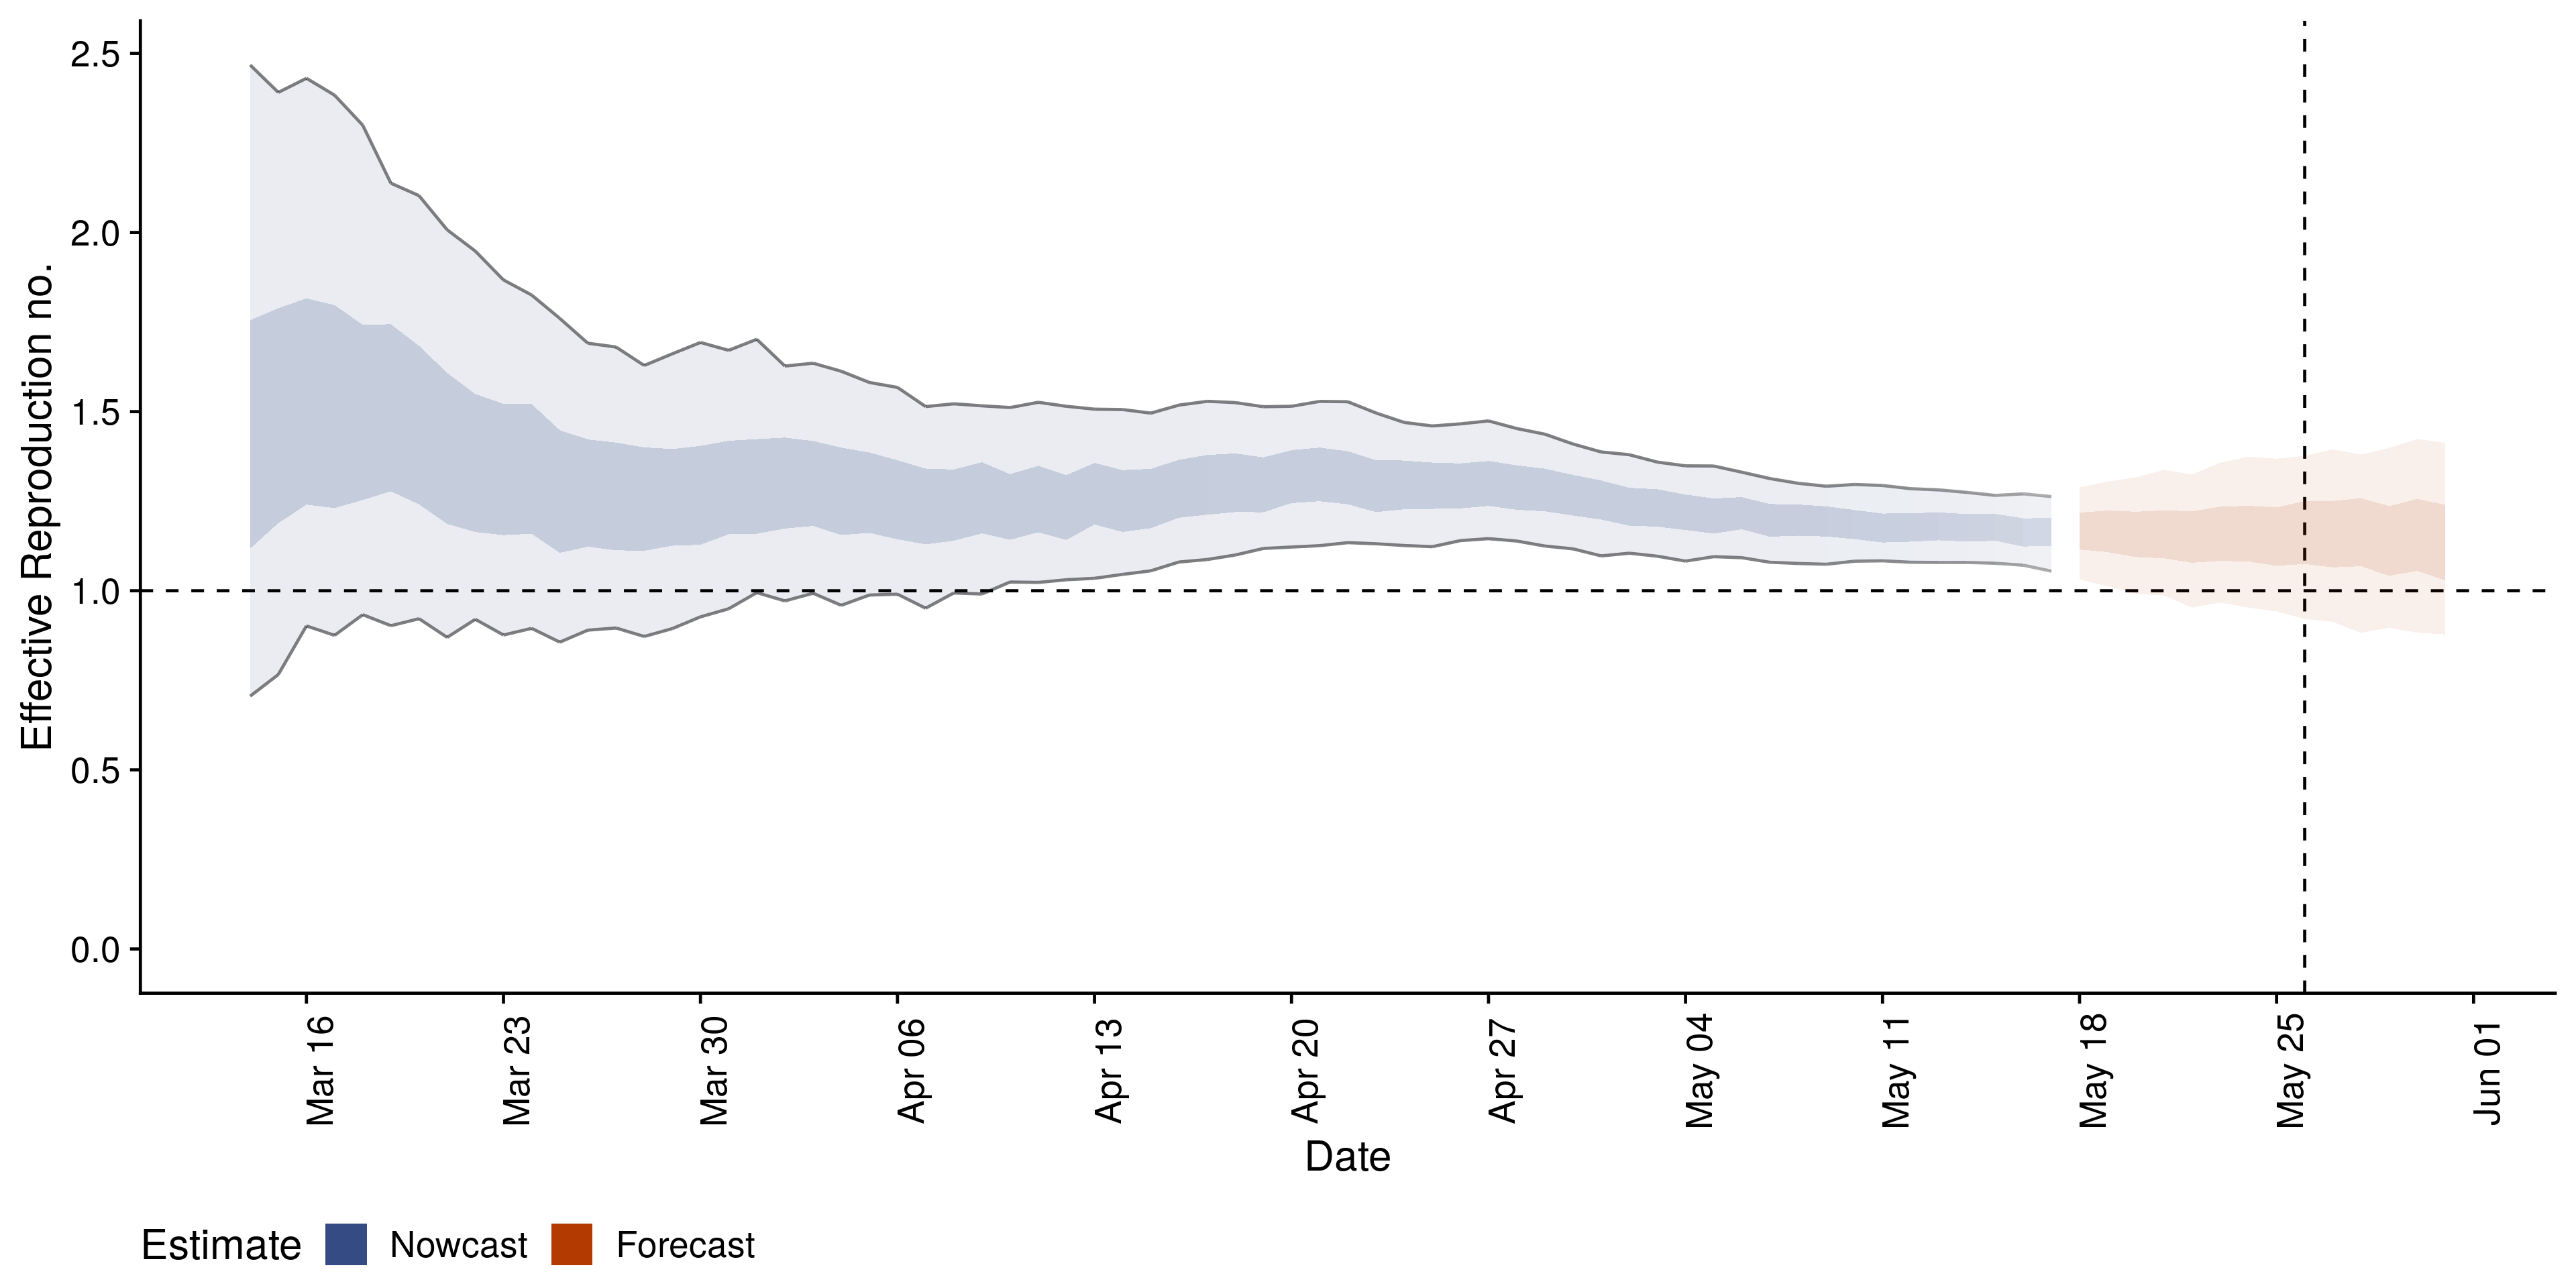 Effective Reproduction no.
2.5
2.0
1.5
1.0
0.5
0.0
Mar 16
Mar 23
Mar 30
Apr 06
Apr 13
Apr 20
Apr 27
May 04
May 11
May 18
May 25
Jun 01
Date
Estimate Nowcast Forecast